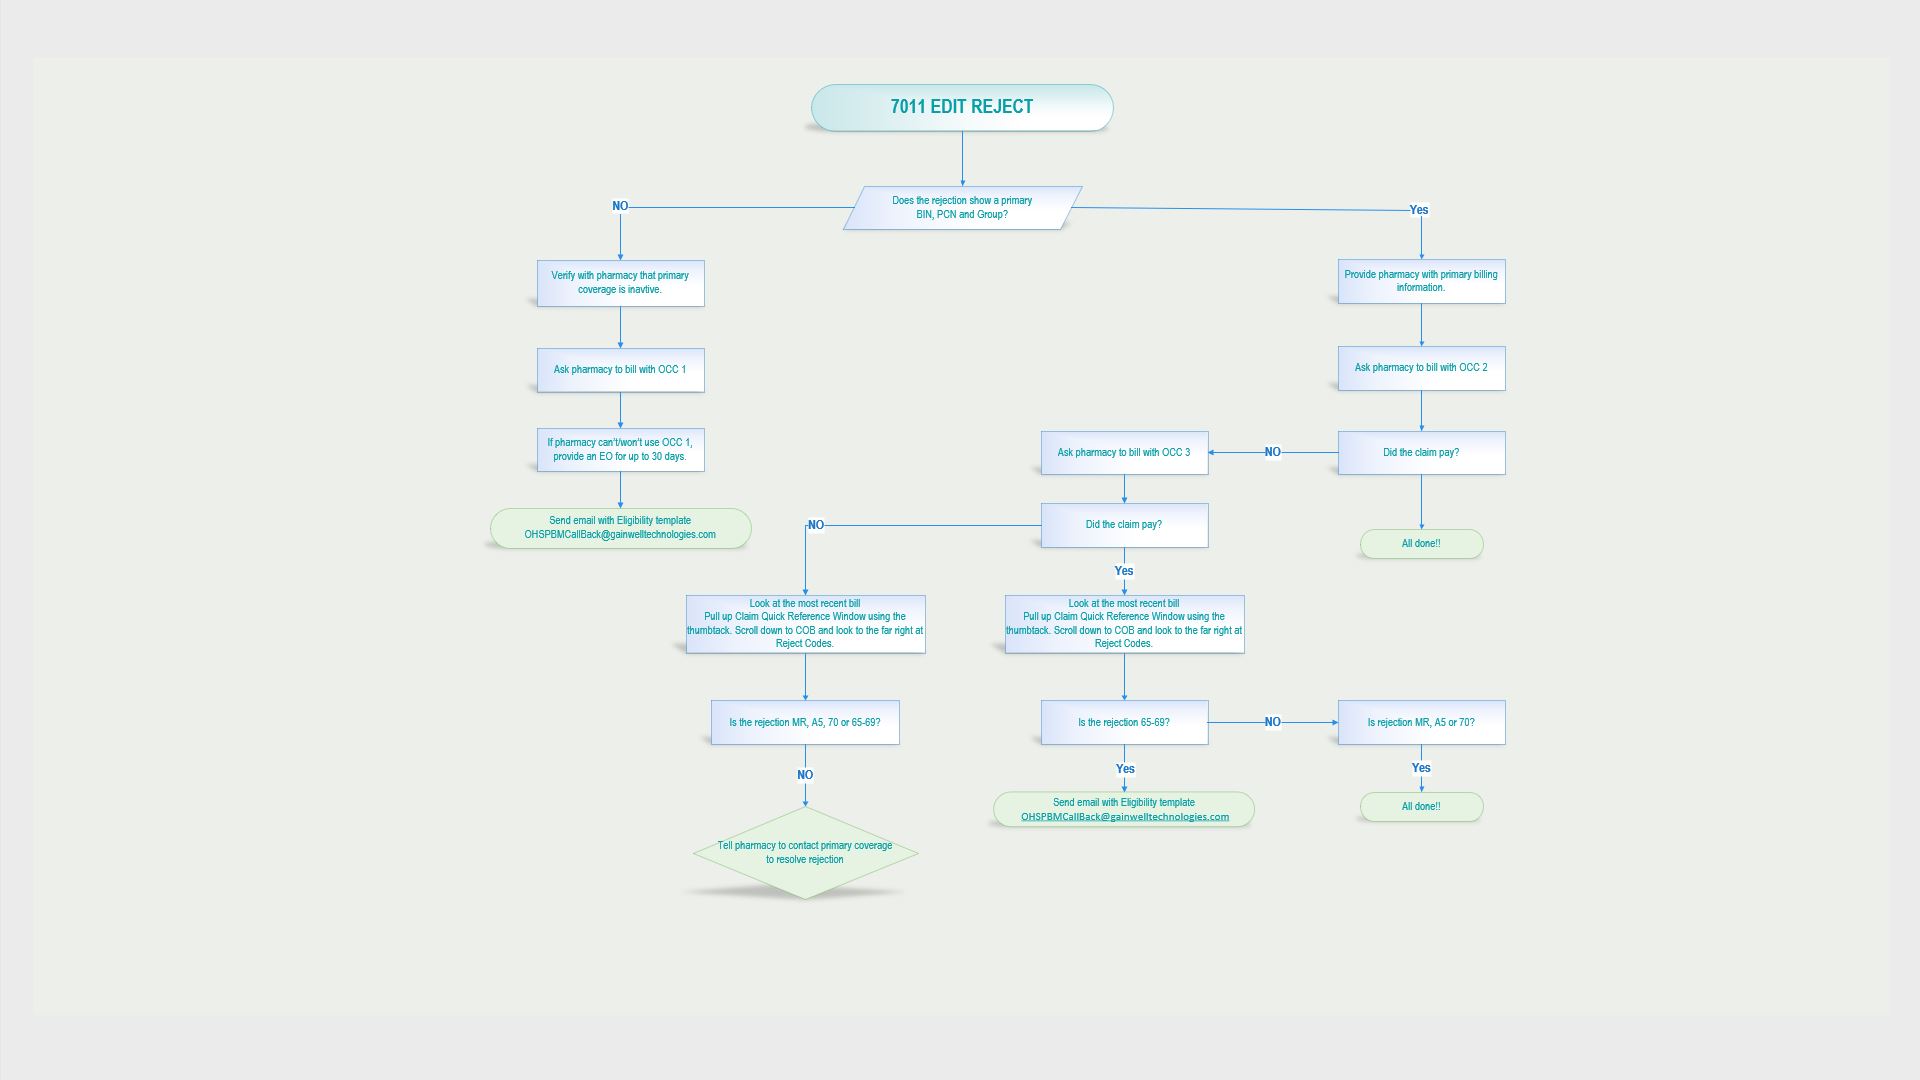 7011 EDIT REJECT
Does the rejection show a primary
BIN, PCN and Group?
NO
Yes
Verify with pharmacy that primary
coverage is inavtive.
Provide pharmacy with primary billing
information.
Ask pharmacy to bill with OCC 1
Ask pharmacy to bill with OCC 2
If pharmacy can't/won't use OCC 1,
provide an EO for up to 30 days.
Ask pharmacy to bill with OCC 3
NO
Did the claim pay?
Send email with Eligibility template
OHSPBMCallBack@gainwelltechnologies.com
NO
Did the claim pay?
All done!!
Yes
Look at the most recent bill
Pull up Claim Quick Reference Window using the
thumbtack. Scroll down to COB and look to the far right at
Reject Codes.
Look at the most recent bill
Pull up Claim Quick Reference Window using the
thumbtack. Scroll down to COB and look to the far right at
Reject Codes.
Is the rejection MR, A5, 70 or 65-69?
Is the rejection 65-69?
NO
Is rejection MR, A5 or 70?
NO
Yes
Yes
Send email with Eligibility template
OHSPBMCallBack@gainwelltechnologies.com
All done!!
Tell pharmacy to contact primary coverage
to resolve rejection